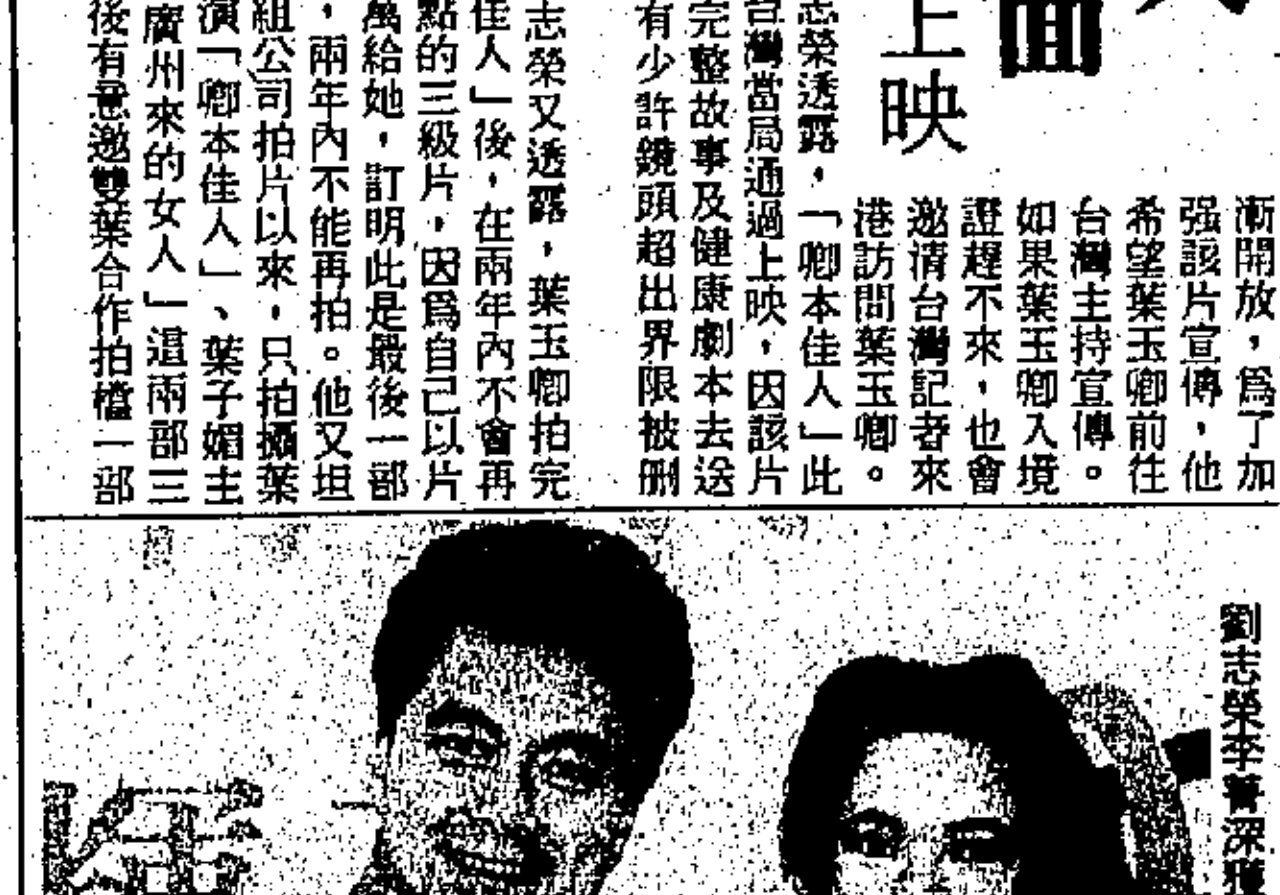 面
上映
漸開放，爲了加
强該片宣傳，他
希望葉玉卿前往
台灣主持宣傳。
如果葉玉卿入境
證趕不來，也會
邀清台灣記者來
港訪問葉玉卿。
志榮透露，「卿本佳人」此
台灣當局通過上映，因該片
完整故事及健康劇本去送
有少許鏡頭超出界限被删
志榮又透露，葉玉卿拍完
佳人」後，在兩年內不會再
點的三級片，因爲自己以片
萬給她，訂明此是最後一部
，兩年內不能再拍。他又坦
組公司拍片以來，只拍攝葉
演「卿本佳人」、葉子媚主
廣州來的女人」這兩部三
後有意邀雙葉合作拍檔一部
劉志榮李菁深